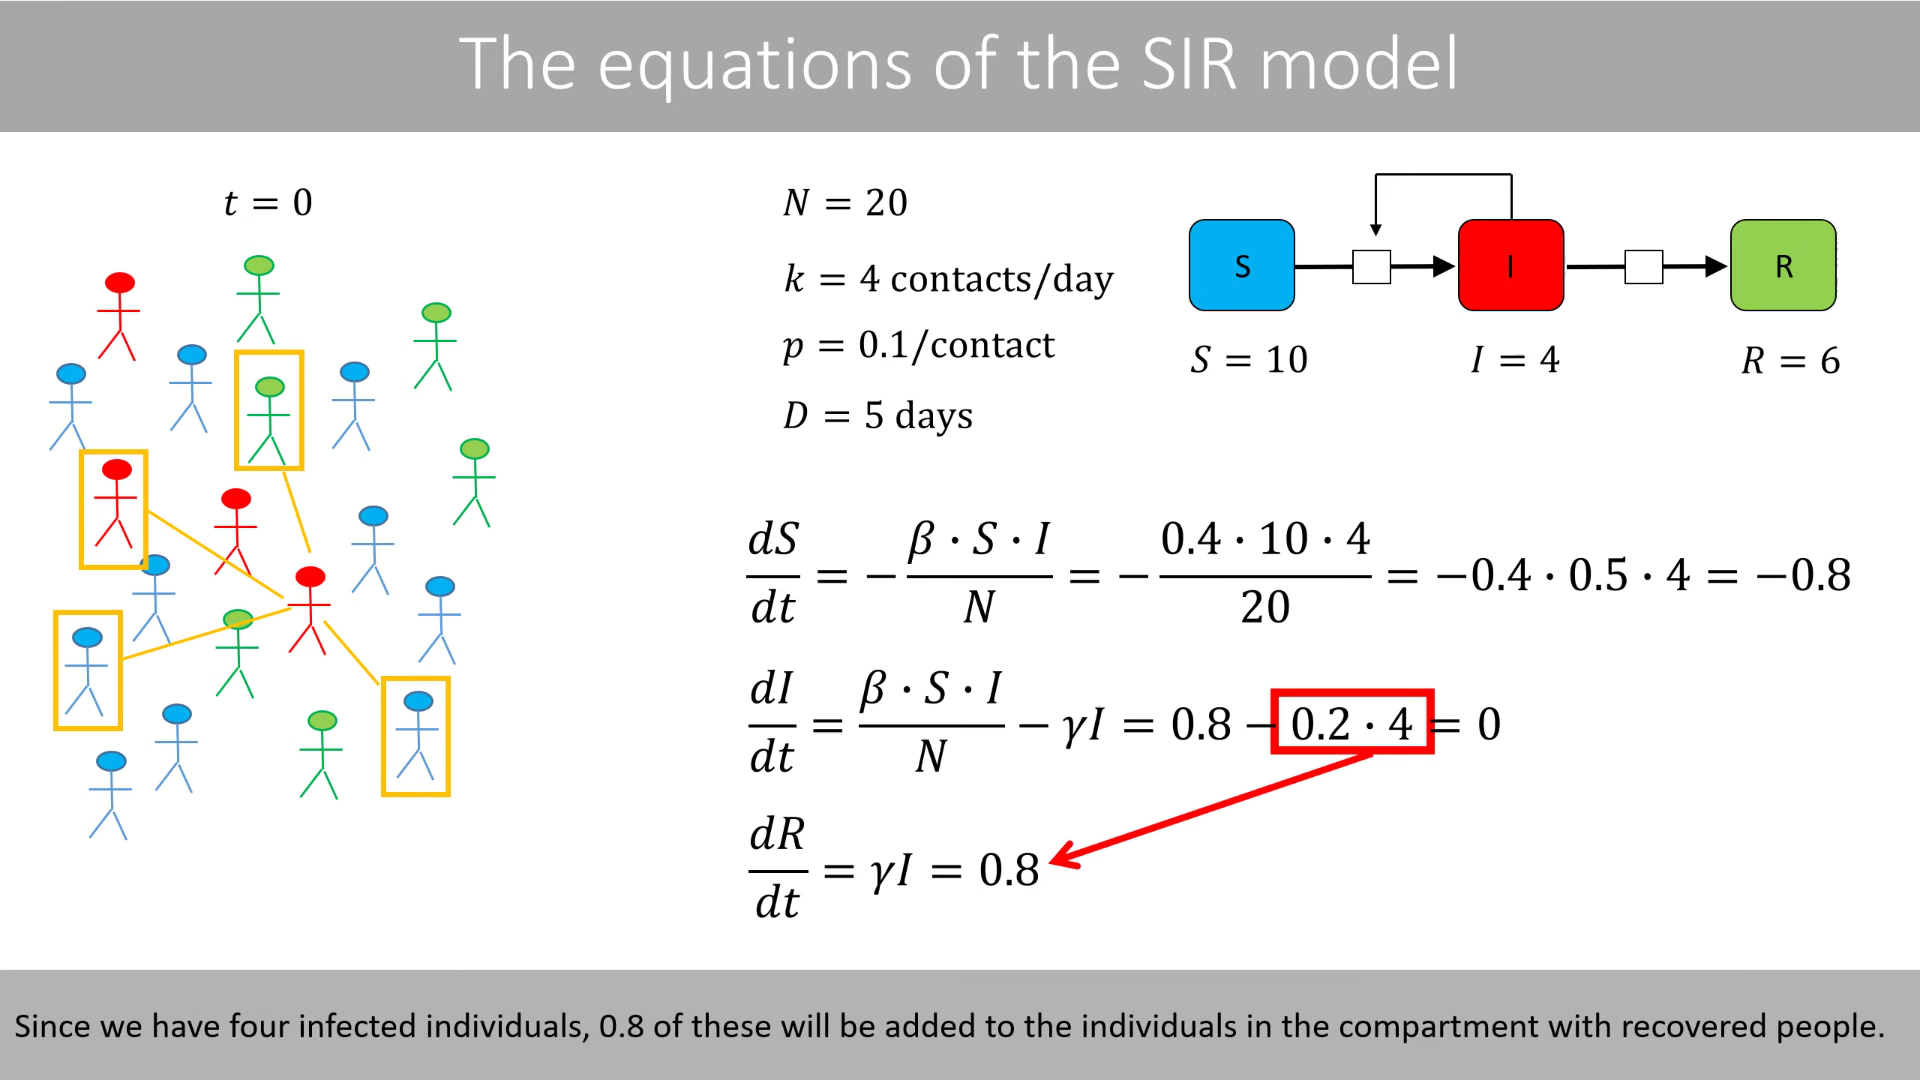 The equations of the SIR model
t = 0
N = 20
k = 4 contacts/day
p = 0.1/contact
D = 5 days
S I R
S = 10 I = 4 R = 6
dS/dt = −β · S · I/N = −0.4 · 10 · 4/20 = −0.4 · 0.5 · 4 = −0.8
dI/dt = β · S · I/N − γI = 0.8 − 0.2 · 4 = 0
dR/dt = γI = 0.8
Since we have four infected individuals, 0.8 of these will be added to the individuals in the compartment with recovered people.